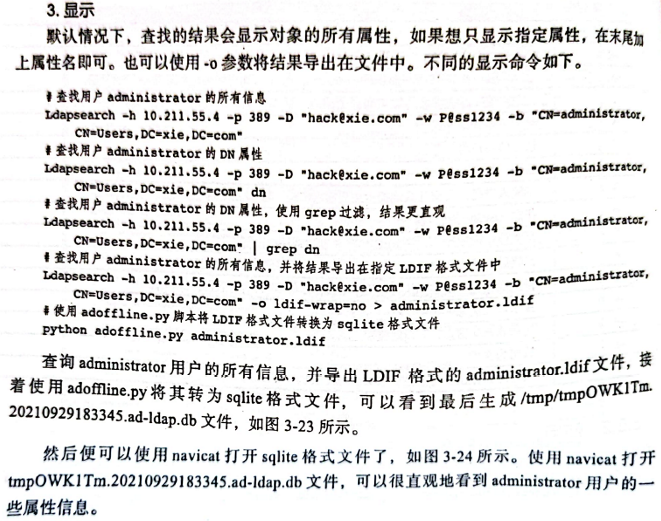 3. 显示
默认情况下，查找的结果会显示对象的所有属性，如果想只显示指定属性，在末尾加
上属性名即可。也可以使用 -o 参数将结果导出在文件中。不同的显示命令如下。
# 查找用户 administrator 的所有信息
Ldapsearch -h 10.211.55.4 -p 389 -D "hack@xie.com" -w P@ss1234 -b "CN=administrator,
CN=Users,DC=xie,DC=com"
# 查找用户 administrator 的 DN 属性
Ldapsearch -h 10.211.55.4 -p 389 -D "hack@xie.com" -w P@ss1234 -b "CN=administrator,
CN=Users,DC=xie,DC=com" dn
# 查找用户 administrator 的 DN 属性，使用 grep 过滤，结果更直观
Ldapsearch -h 10.211.55.4 -p 389 -D "hack@xie.com" -w P@ss1234 -b "CN=administrator,
CN=Users,DC=xie,DC=com" | grep dn
# 查找用户 administrator 的所有信息，并将结果导出在指定 LDIF 格式文件中
Ldapsearch -h 10.211.55.4 -p 389 -D "hack@xie.com" -w P@ss1234 -b "CN=administrator,
CN=Users,DC=xie,DC=com" -o ldif-wrap=no > administrator.ldif
# 使用 adoffline.py 脚本将 LDIF 格式文件转换为 sqlite 格式文件
python adoffline.py administrator.ldif
查询 administrator 用户的所有信息，并导出 LDIF 格式的 administrator.ldif 文件，接
着使用 adoffline.py 将其转为 sqlite 格式文件，可以看到最后生成 /tmp/tmpOWK1Tm.
20210929183345.ad-ldap.db 文件，如图 3-23 所示。
然后便可以使用 navicat 打开 sqlite 格式文件了，如图 3-24 所示。使用 navicat 打开
tmpOWK1Tm.20210929183345.ad-ldap.db 文件，可以很直观地看到 administrator 用户的一
些属性信息。